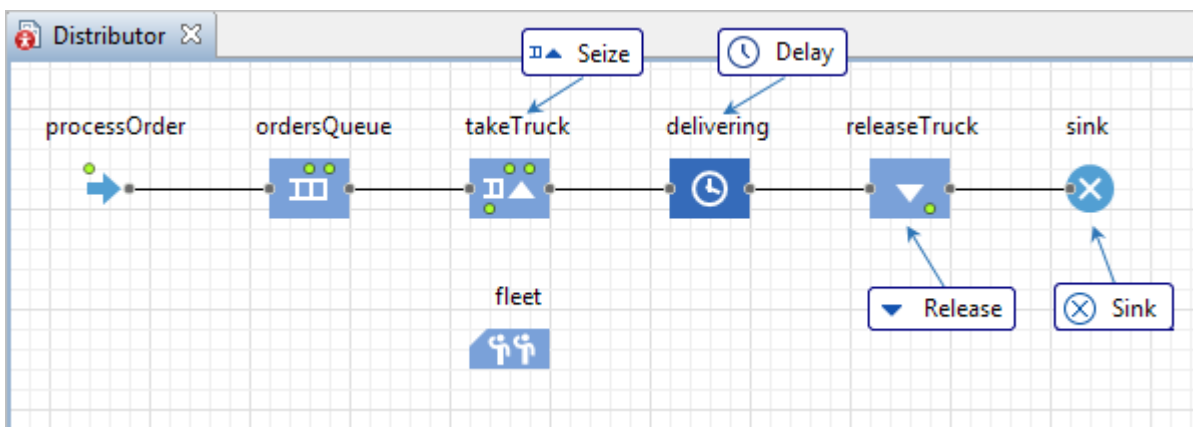 Distributor
Seize
Delay
processOrder
ordersQueue
takeTruck
delivering
releaseTruck
sink
fleet
Release
Sink